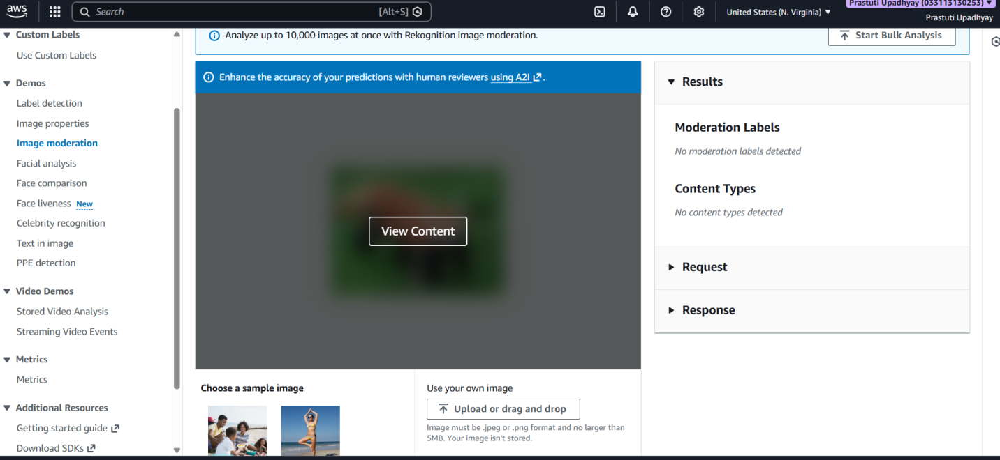 aws
Search
[Alt+S]
United States (N. Virginia)
Prastuti Upadhyay (033113130253)
Prastuti Upadhyay
Custom Labels
Use Custom Labels
Demos
Label detection
Image properties
Image moderation
Facial analysis
Face comparison
Face liveness New
Celebrity recognition
Text in image
PPE detection
Video Demos
Stored Video Analysis
Streaming Video Events
Metrics
Metrics
Additional Resources
Getting started guide
Download SDKs
Analyze up to 10,000 images at once with Rekognition image moderation.
Start Bulk Analysis
Enhance the accuracy of your predictions with human reviewers using A2I .
View Content
Choose a sample image
Use your own image
Upload or drag and drop
Image must be .jpeg or .png format and no larger than
5MB. Your image isn't stored.
Results
Moderation Labels
No moderation labels detected
Content Types
No content types detected
Request
Response